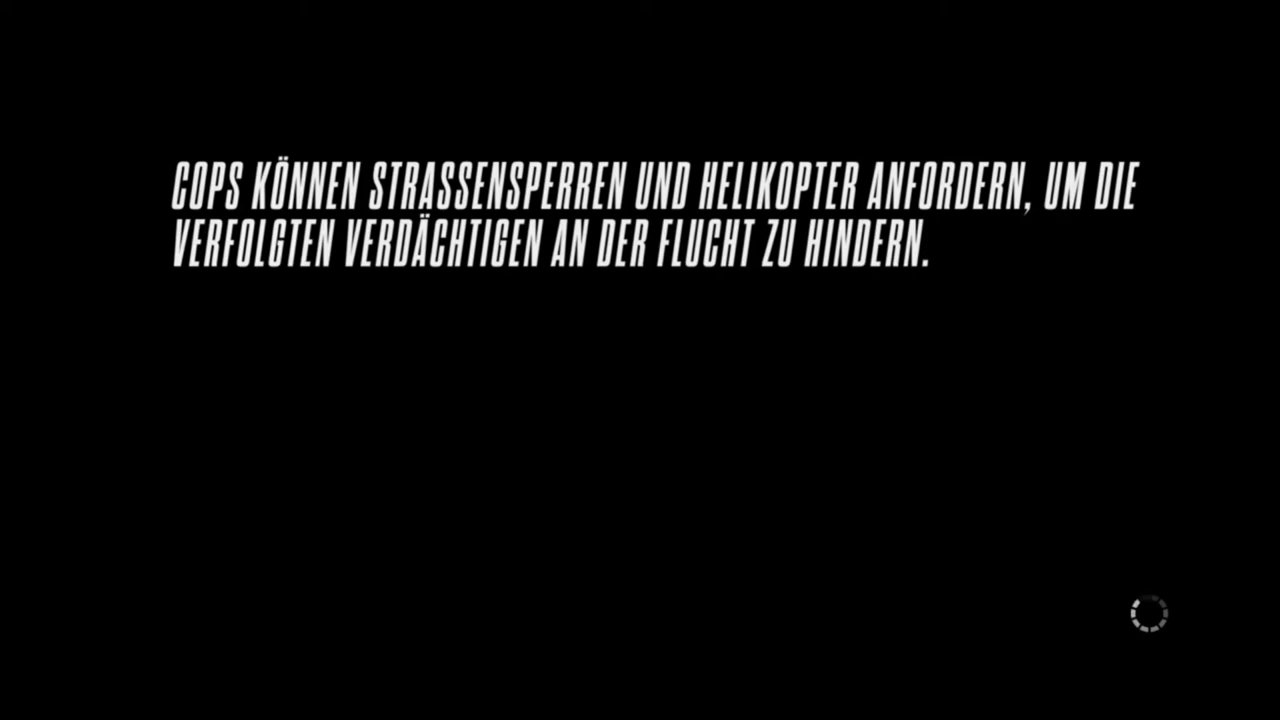 COPS KÖNNEN STRASSENSPERREN UND HELIKOPTER ANFORDERN, UM DIE
VERFOLGTEN VERDÄCHTIGEN AN DER FLUCHT ZU HINDERN.